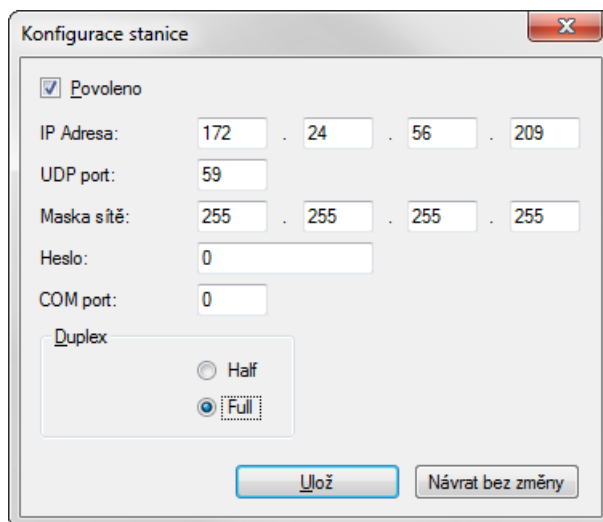 Konfigurace stanice
Povoleno
IP Adresa: 172 . 24 . 56 . 209
UDP port: 59
Maska sítě: 255 . 255 . 255 . 255
Heslo: 0
COM port: 0
Duplex
Half
Full
Ulož Návrat bez změny